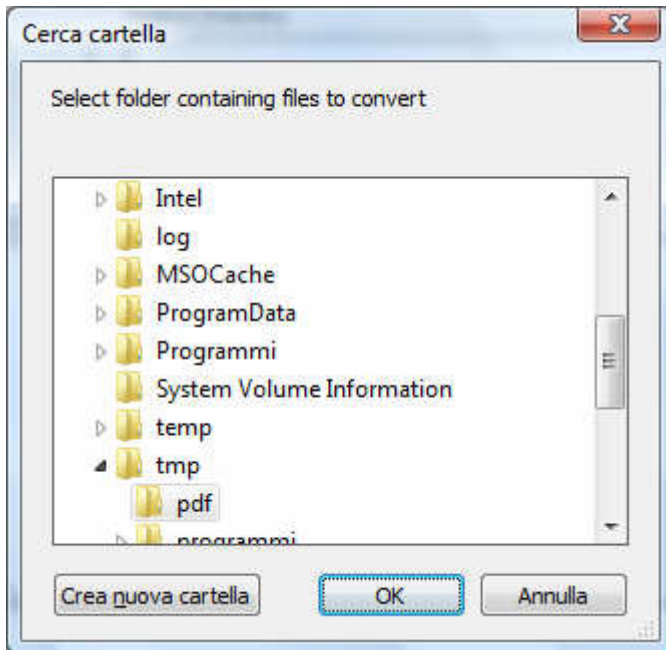 Cerca cartella
Select folder containing files to convert
Intel
log
MSOCache
ProgramData
Programmi
System Volume Information
temp
tmp
pdf
programmi
Crea nuova cartella OK Annulla